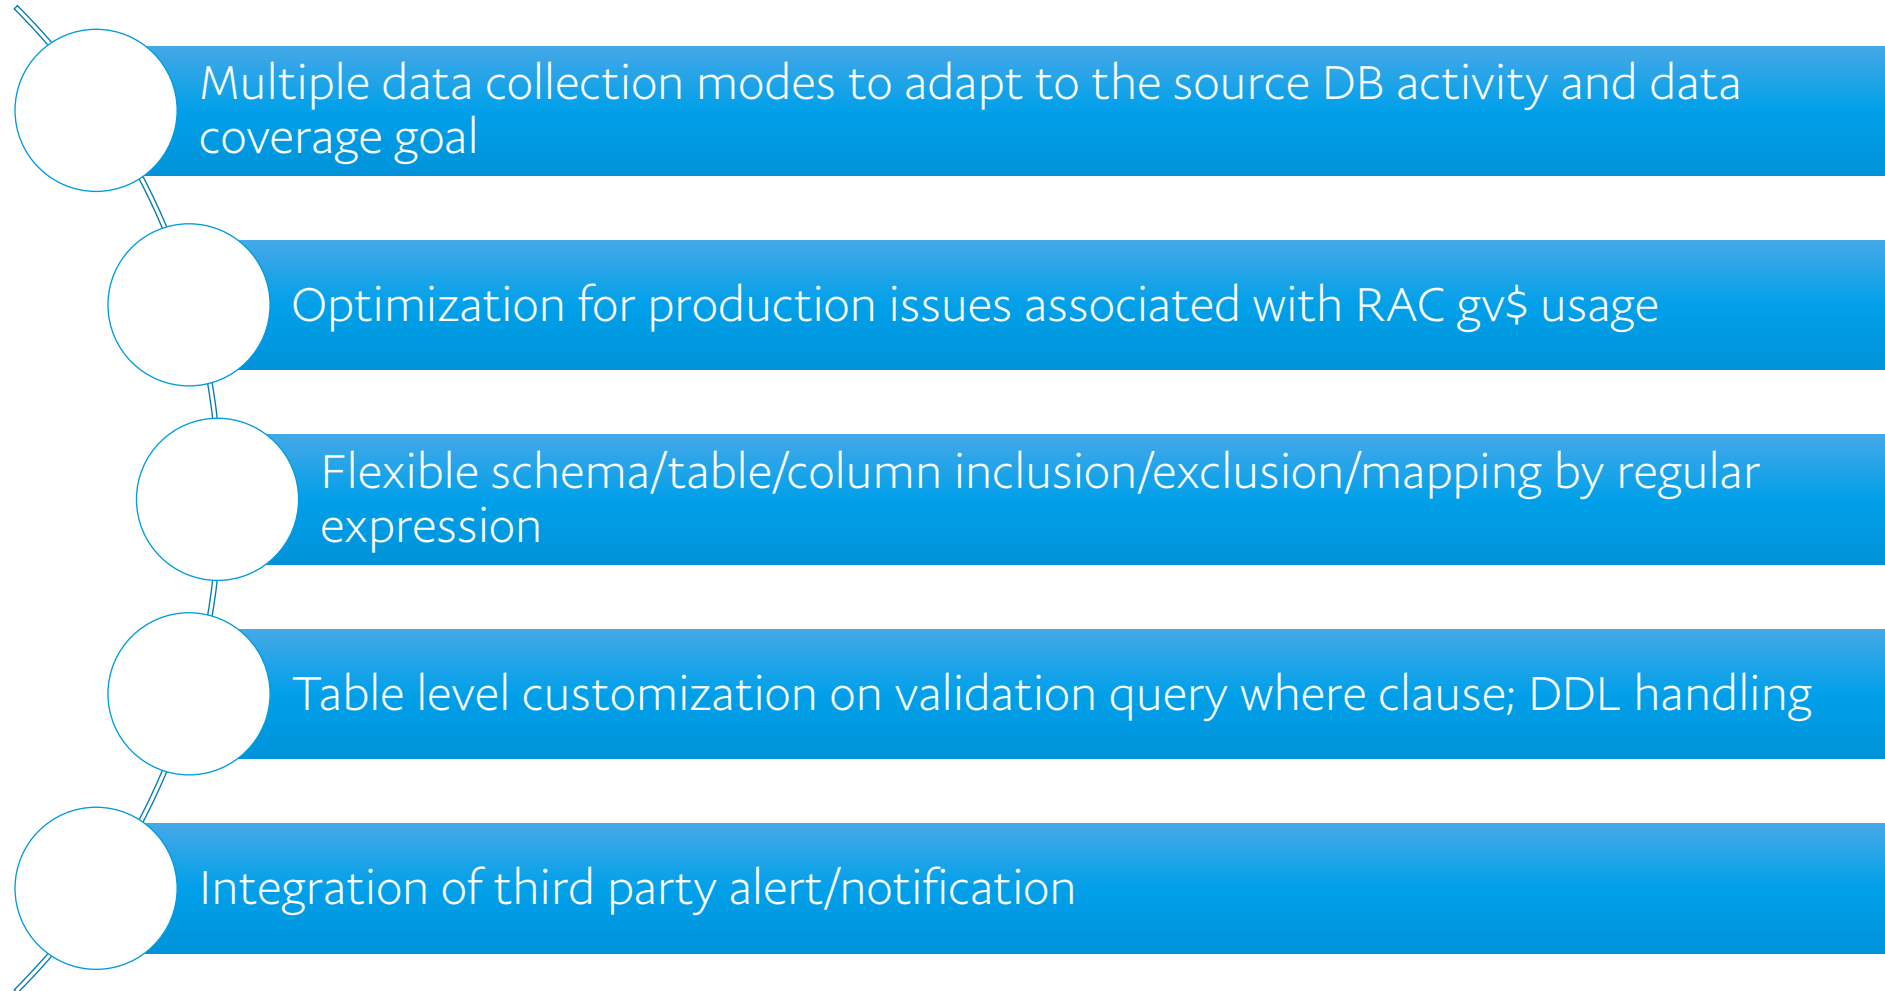 Multiple data collection modes to adapt to the source DB activity and data
coverage goal
Optimization for production issues associated with RAC gv$ usage
Flexible schema/table/column inclusion/exclusion/mapping by regular
expression
Table level customization on validation query where clause; DDL handling
Integration of third party alert/notification